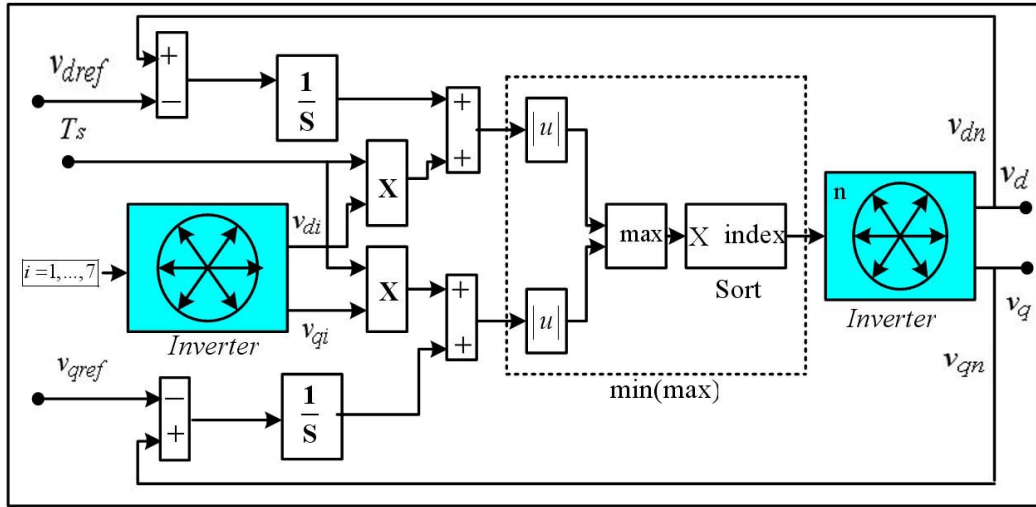 v_dref
+
−
1
S
+
+
|u|
v_dn
T_s
X
n
v_d
v_di
max
X index
i =1,...,7
X
Sort
Inverter
v_qi
+
+
|u|
Inverter
v_q
v_qref
min(max)
v_qn
−
+
1
S